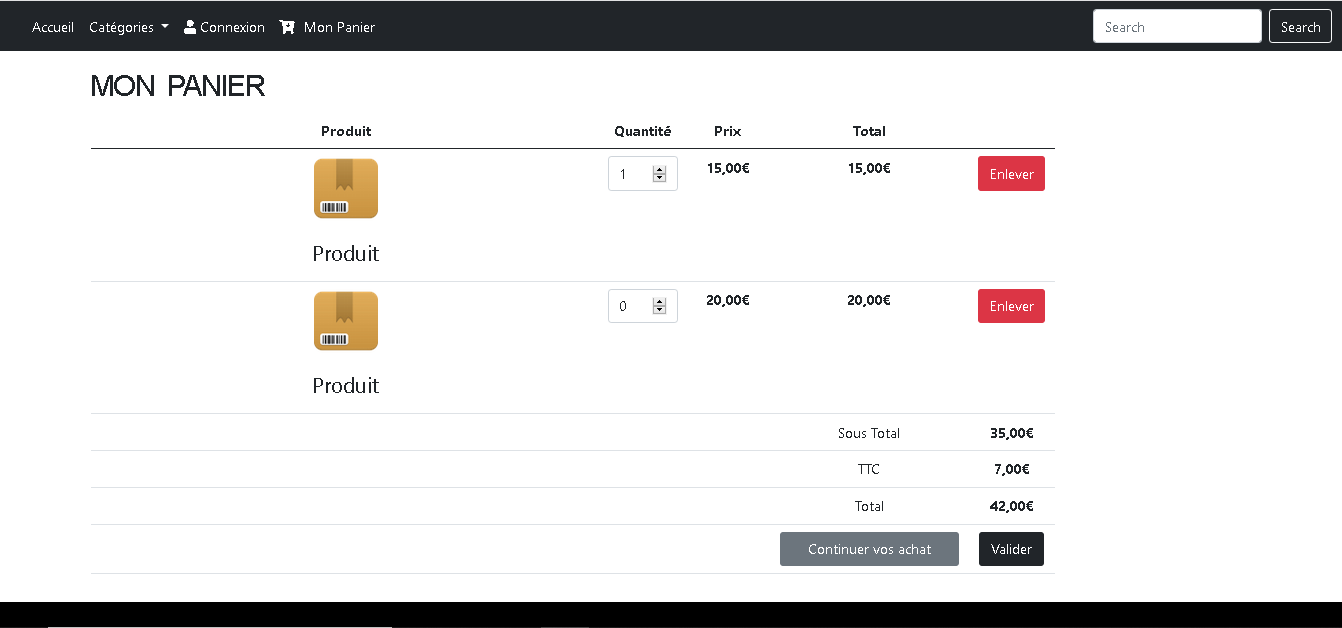 Accueil Catégories Connexion Mon Panier Search Search
MON PANIER
Produit Quantité Prix Total
1 15,00€ 15,00€ Enlever
Produit
0 20,00€ 20,00€ Enlever
Produit
Sous Total 35,00€
TTC 7,00€
Total 42,00€
Continuer vos achat Valider